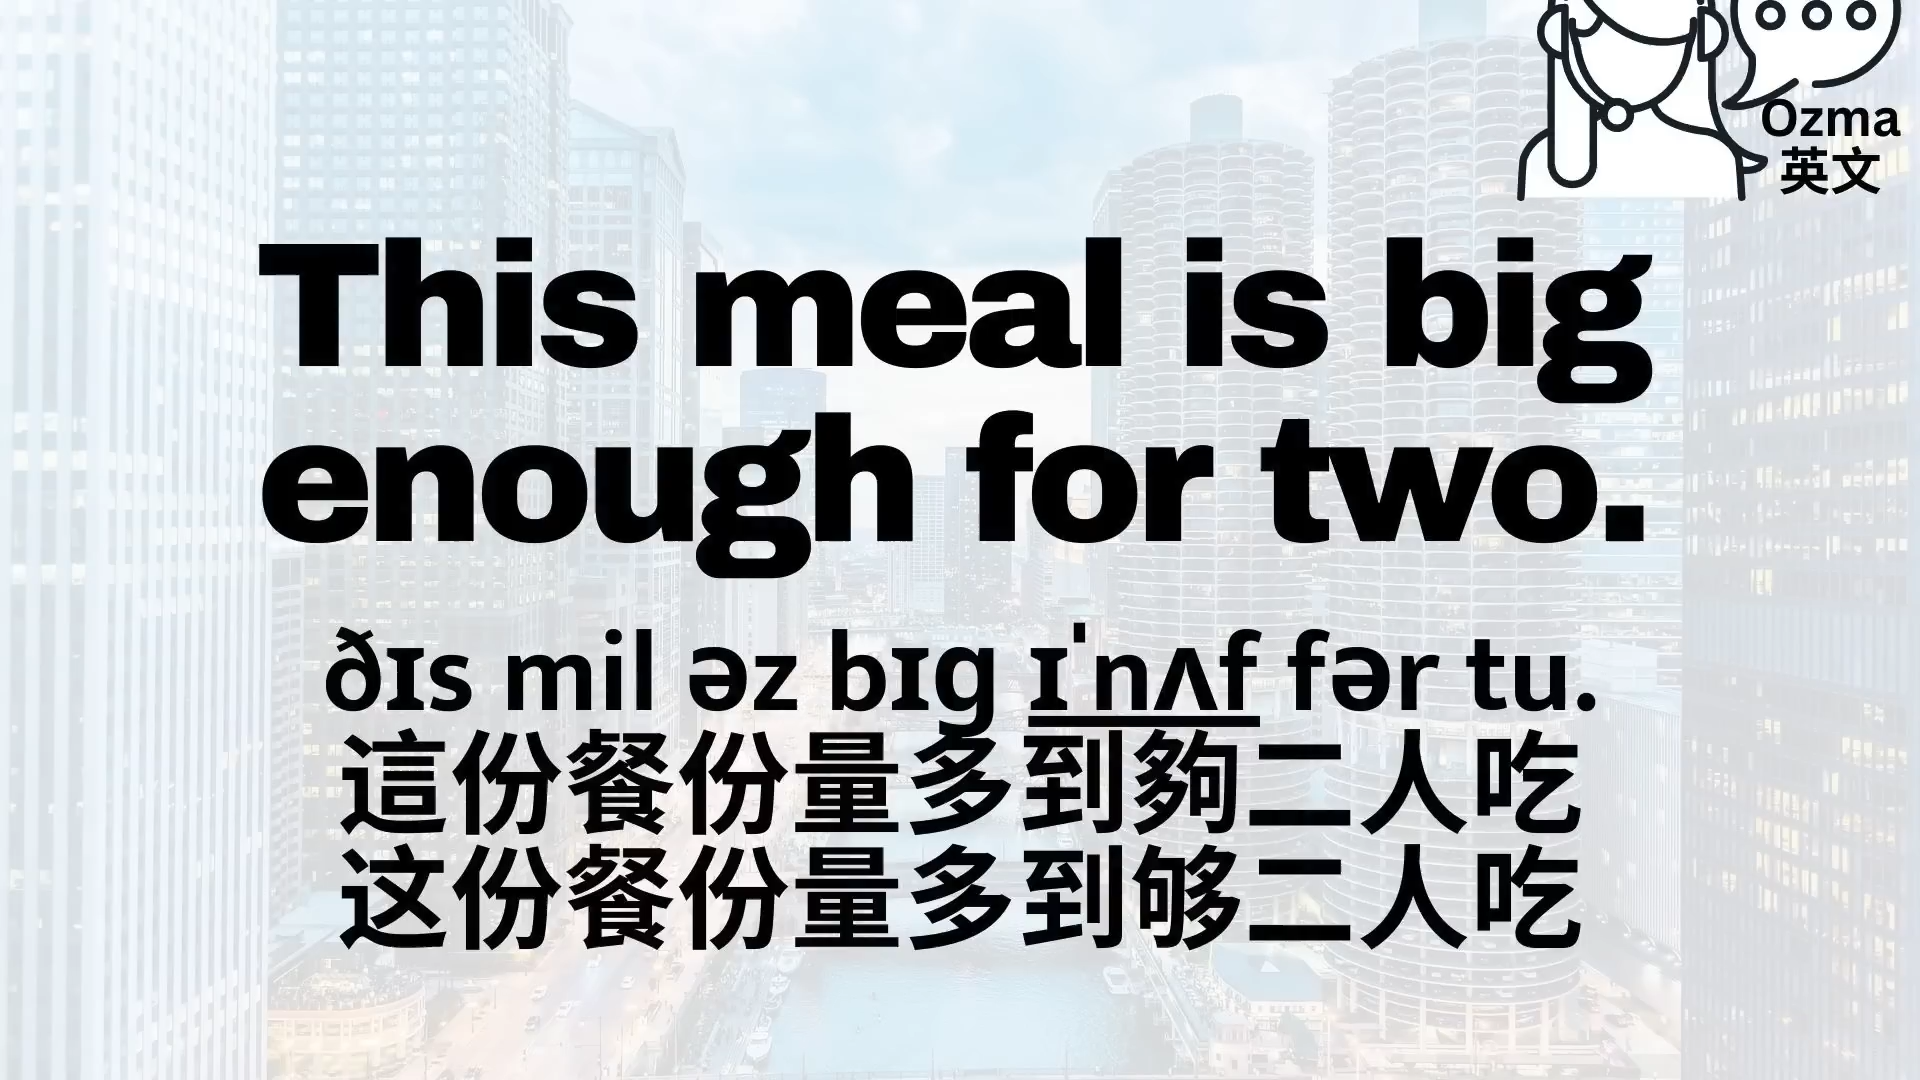 Ozma
英文
This meal is big
enough for two.
ðɪs mil əz bɪg ɪˈnʌf fər tu.
這份餐份量多到夠二人吃
这份餐份量多到够二人吃